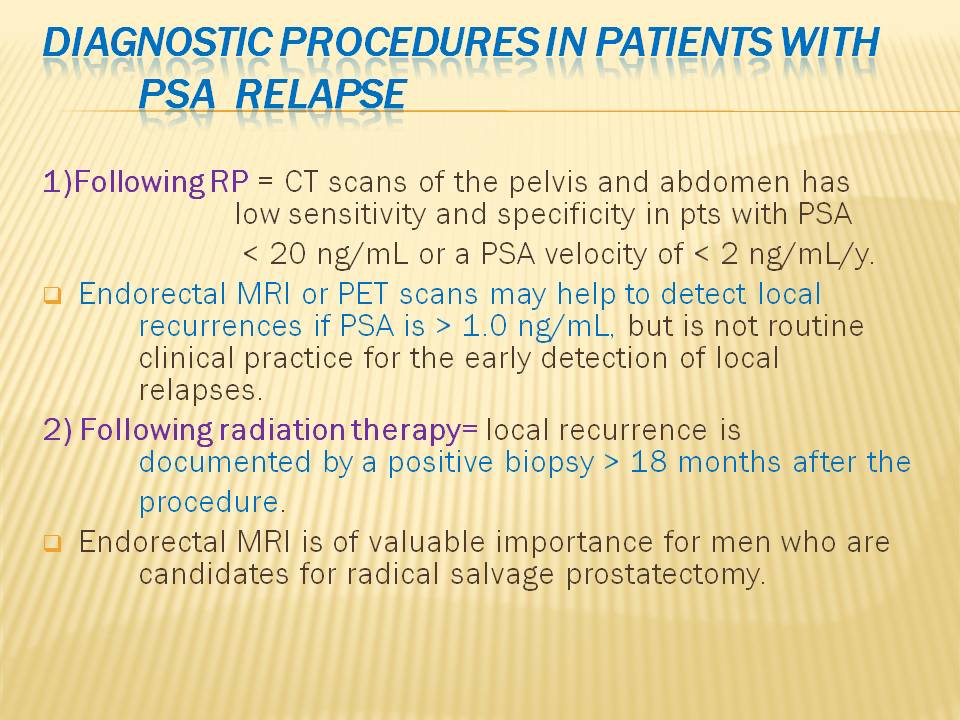 DIAGNOSTIC PROCEDURES IN PATIENTS WITH
PSA RELAPSE
1)Following RP = CT scans of the pelvis and abdomen has
low sensitivity and specificity in pts with PSA
< 20 ng/mL or a PSA velocity of < 2 ng/mL/y.
Endorectal MRI or PET scans may help to detect local
recurrences if PSA is > 1.0 ng/mL, but is not routine
clinical practice for the early detection of local
relapses.
2) Following radiation therapy= local recurrence is
documented by a positive biopsy > 18 months after the
procedure.
Endorectal MRI is of valuable importance for men who are
candidates for radical salvage prostatectomy.